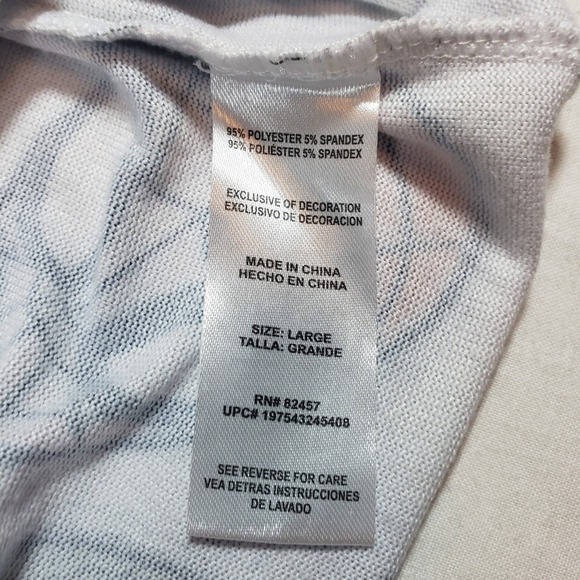 95% POLYESTER 5% SPANDEX
95% POLIÉSTER 5% SPANDEX
EXCLUSIVE OF DECORATION
EXCLUSIVO DE DECORACION
MADE IN CHINA
HECHO EN CHINA
SIZE: LARGE
TALLA: GRANDE
RN# 82457
UPC# 197543245408
SEE REVERSE FOR CARE
VEA DETRAS INSTRUCCIONES
DE LAVADO